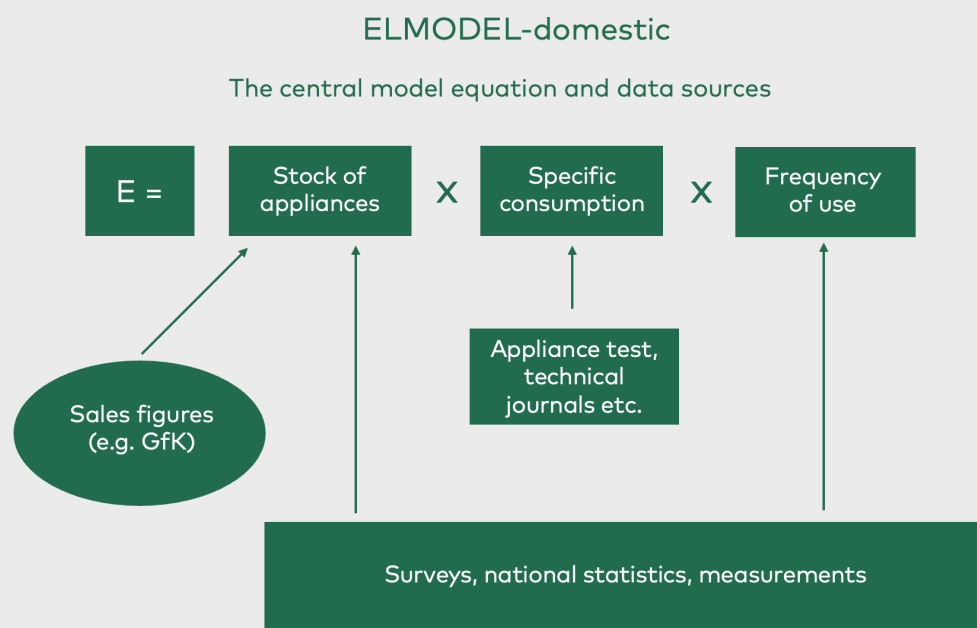 ELMODEL-domestic
The central model equation and data sources
E =
Stock of
appliances
x
Specific
consumption
x
Frequency
of use
Sales figures
(e.g. GfK)
Appliance test,
technical
journals etc.
Surveys, national statistics, measurements